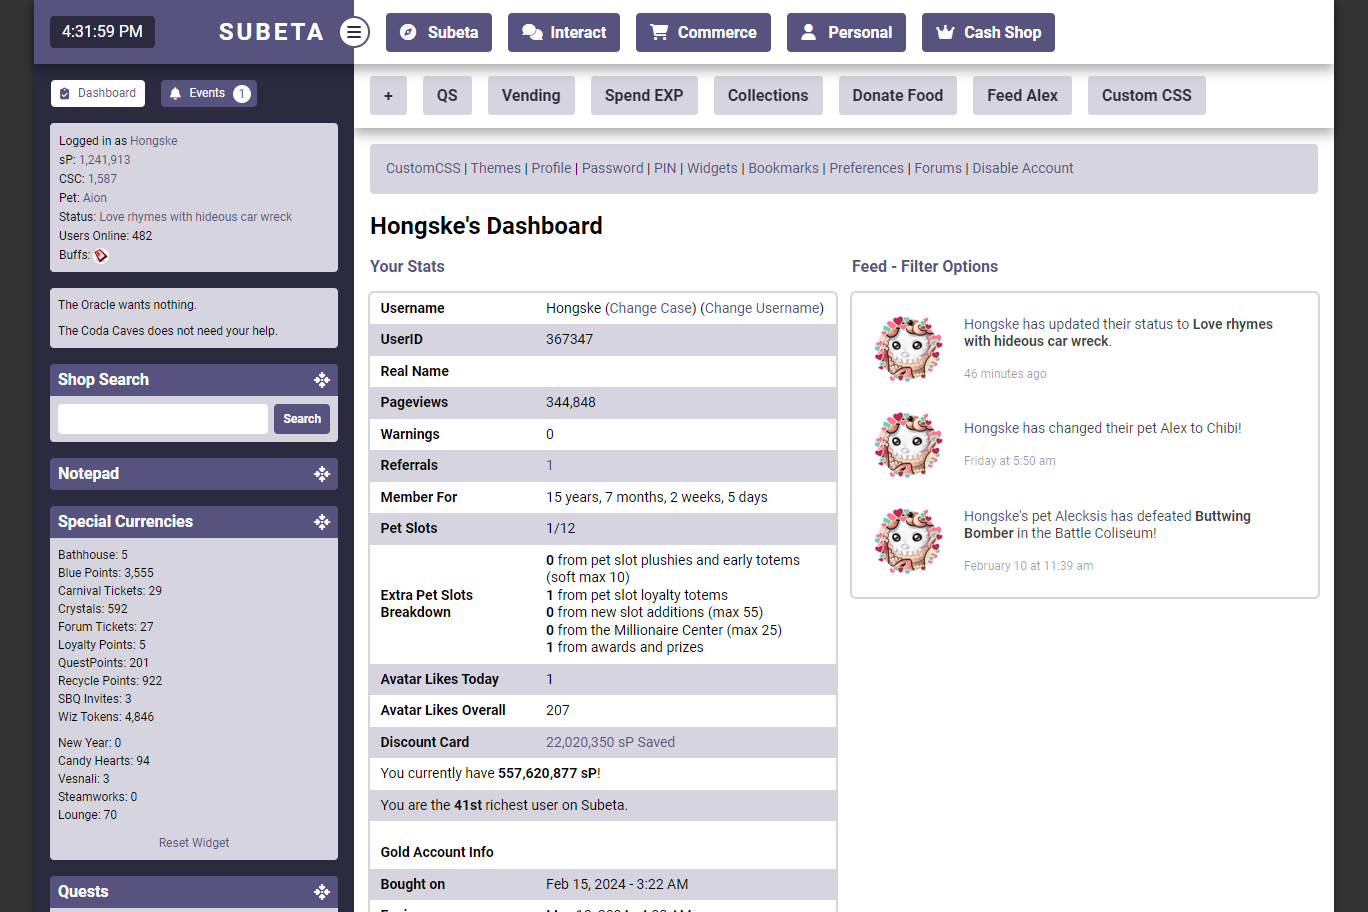 4:31:59 PM
SUBETA
Subeta
Interact
Commerce
Personal
Cash Shop
+
QS
Vending
Spend EXP
Collections
Donate Food
Feed Alex
Custom CSS
Dashboard
Events 1
Logged in as Hongske
sP: 1,241,913
CSC: 1,587
Pet: Aion
Status: Love rhymes with hideous car wreck
Users Online: 482
Buffs:
The Oracle wants nothing.
The Coda Caves does not need your help.
Shop Search
Search
Notepad
Special Currencies
Bathhouse: 5
Blue Points: 3,555
Carnival Tickets: 29
Crystals: 592
Forum Tickets: 27
Loyalty Points: 5
QuestPoints: 201
Recycle Points: 922
SBQ Invites: 3
Wiz Tokens: 4,846
New Year: 0
Candy Hearts: 94
Vesnali: 3
Steamworks: 0
Lounge: 70
Reset Widget
Quests
CustomCSS | Themes | Profile | Password | PIN | Widgets | Bookmarks | Preferences | Forums | Disable Account
Hongske's Dashboard
Your Stats
Username Hongske (Change Case) (Change Username)
UserID 367347
Real Name
Pageviews 344,848
Warnings 0
Referrals 1
Member For 15 years, 7 months, 2 weeks, 5 days
Pet Slots 1/12
Extra Pet Slots
Breakdown
0 from pet slot plushies and early totems
(soft max 10)
1 from pet slot loyalty totems
0 from new slot additions (max 55)
0 from the Millionaire Center (max 25)
1 from awards and prizes
Avatar Likes Today 1
Avatar Likes Overall 207
Discount Card 22,020,350 sP Saved
You currently have 557,620,877 sP!
You are the 41st richest user on Subeta.
Gold Account Info
Bought on Feb 15, 2024 - 3:22 AM
Feed - Filter Options
Hongske has updated their status to Love rhymes
with hideous car wreck.
46 minutes ago
Hongske has changed their pet Alex to Chibi!
Friday at 5:50 am
Hongske's pet Alecksis has defeated Buttwing
Bomber in the Battle Coliseum!
February 10 at 11:39 am